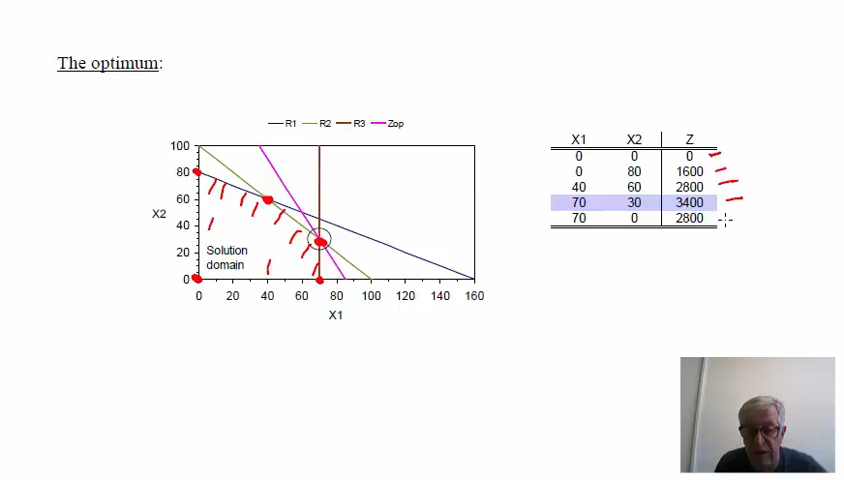 The optimum:
R1 R2 R3 Zop
100
80
60
X2
40
20
0
Solution
domain
0 20 40 60 80 100 120 140 160
X1
X1 X2 Z
0 0 0
0 80 1600
40 60 2800
70 30 3400
70 0 2800